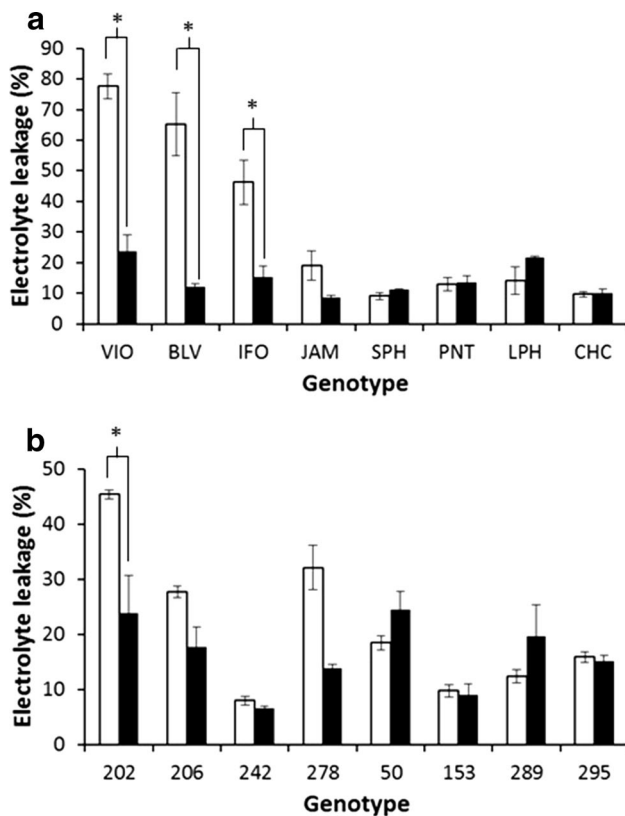 a
* * *
Electrolyte leakage (%)
90
80
70
60
50
40
30
20
10
0
VIO BLV IFO JAM SPH PNT LPH CHC
Genotype
b
*
Electrolyte leakage (%)
50
40
30
20
10
0
202 206 242 278 50 153 289 295
Genotype